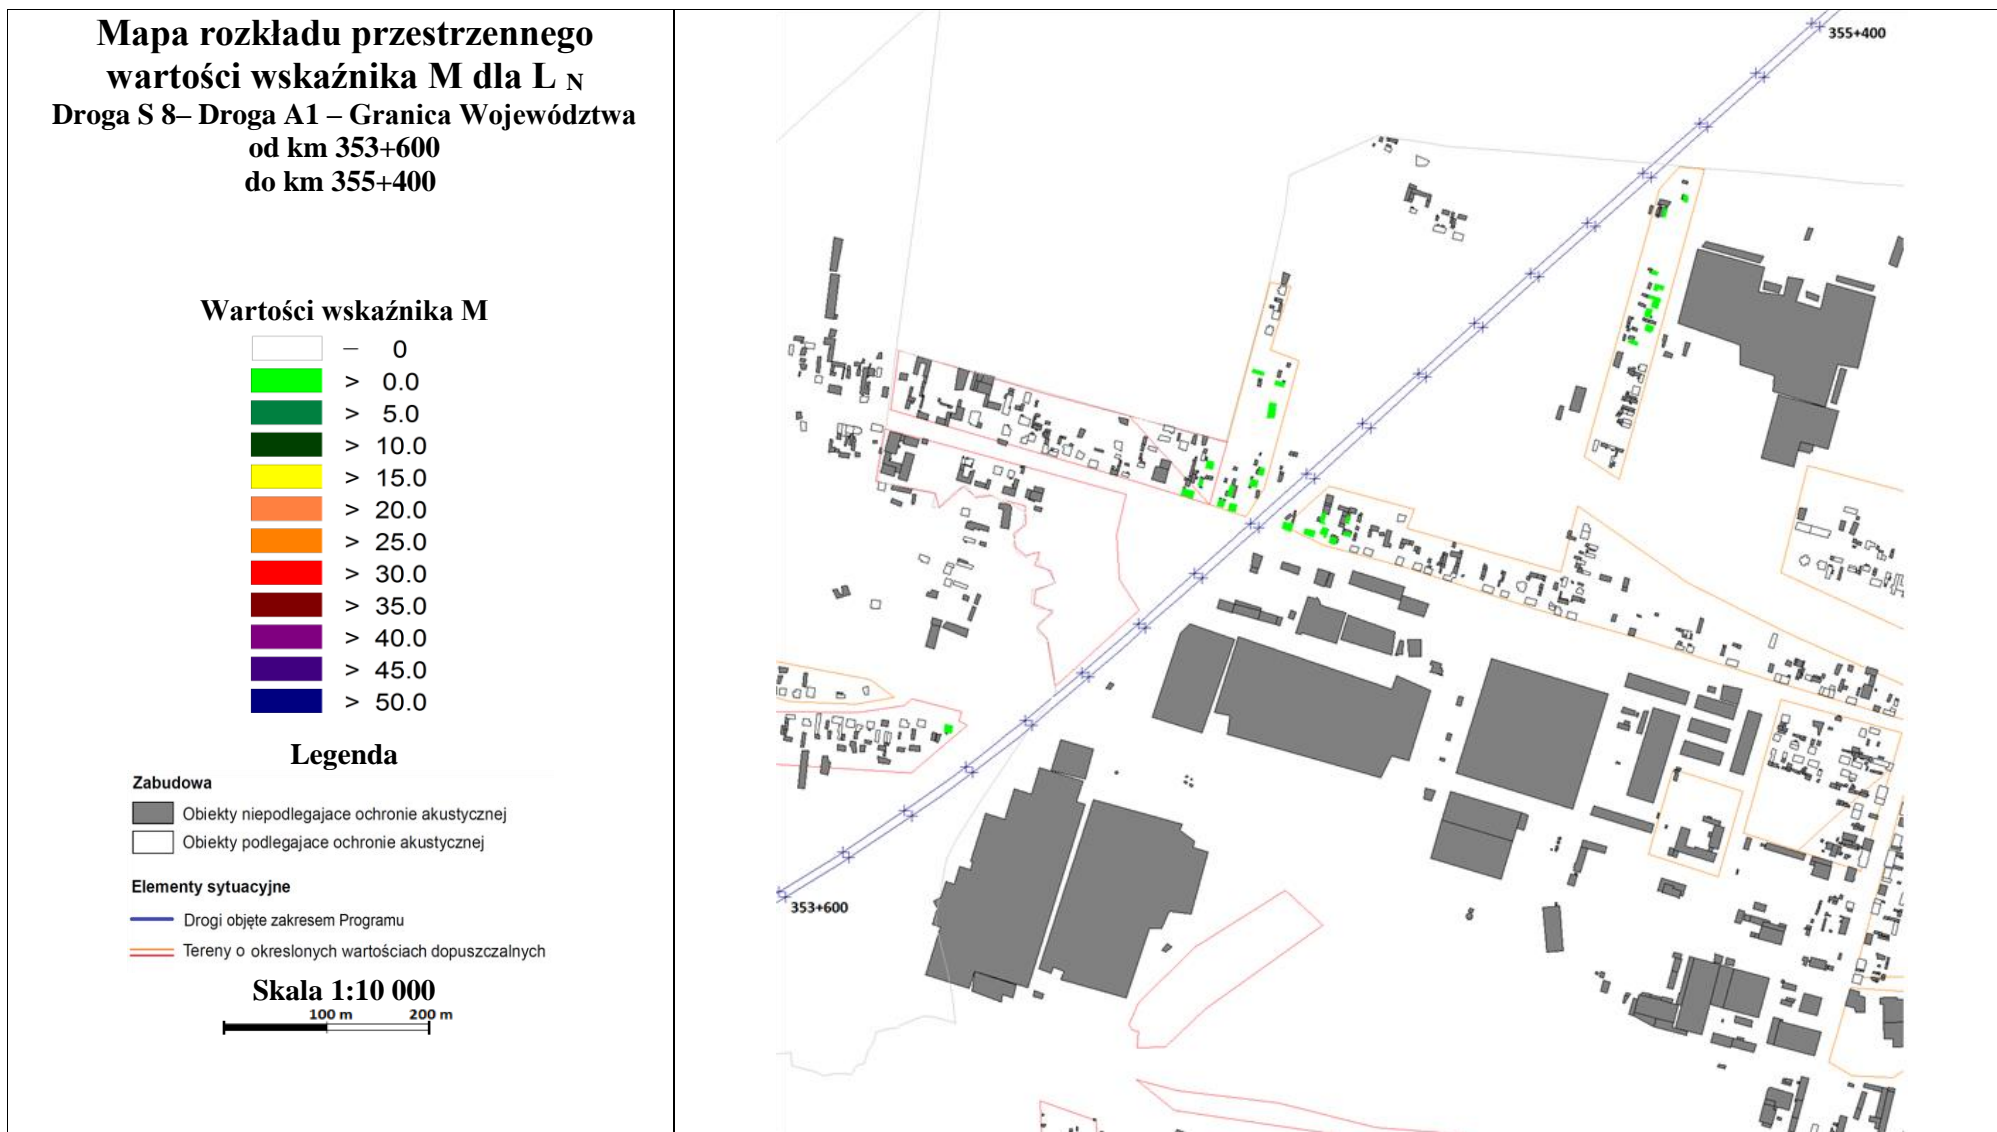 Mapa rozkładu przestrzennego
wartości wskaźnika M dla L N
Droga S 8– Droga A1 – Granica Województwa
od km 353+600
do km 355+400
Wartości wskaźnika M
– 0
> 0.0
> 5.0
> 10.0
> 15.0
> 20.0
> 25.0
> 30.0
> 35.0
> 40.0
> 45.0
> 50.0
Legenda
Zabudowa
Obiekty niepodlegajace ochronie akustycznej
Obiekty podlegajace ochronie akustycznej
Elementy sytuacyjne
Drogi objęte zakresem Programu
Tereny o okreslonych wartościach dopuszczalnych
Skala 1:10 000
100 m 200 m
355+400
353+600